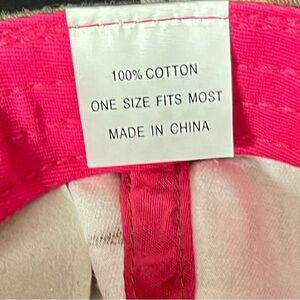 100% COTTON
ONE SIZE FITS MOST
MADE IN CHINA